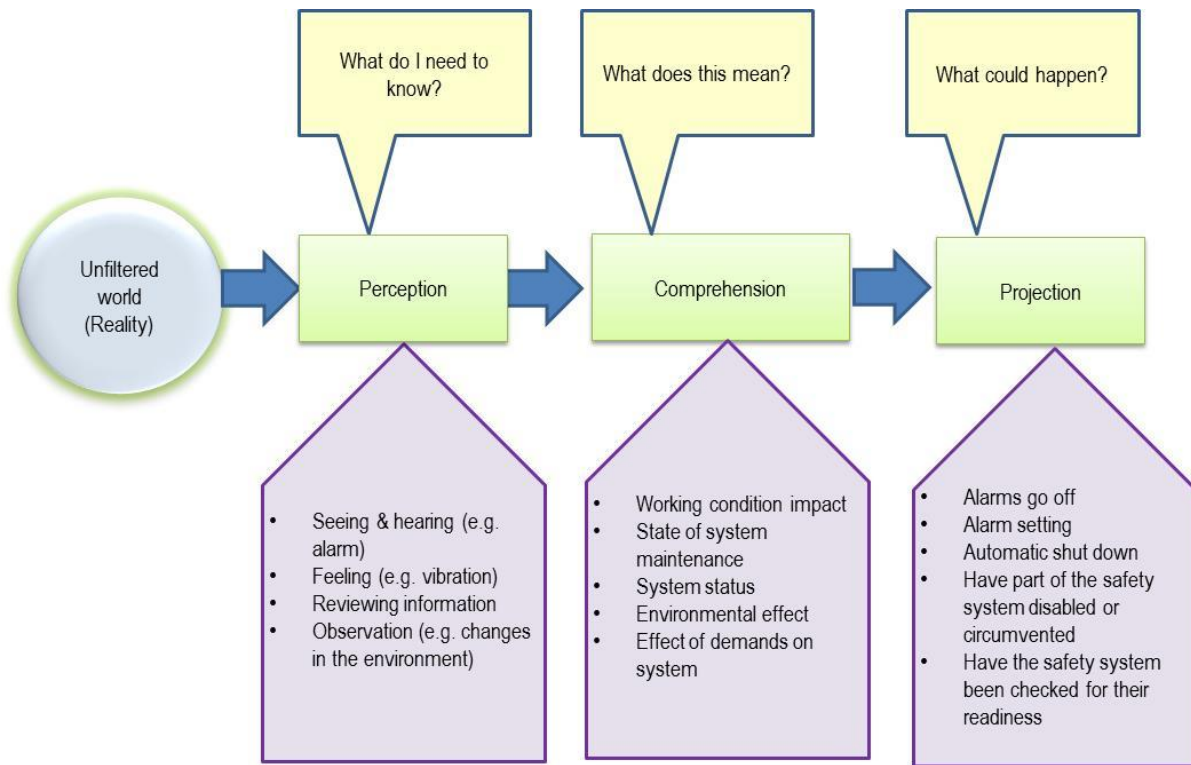 What do I need to
know?
What does this mean?
What could happen?
Unfiltered
world
(Reality)
Perception
Comprehension
Projection
• Seeing & hearing (e.g.
alarm)
• Feeling (e.g. vibration)
• Reviewing information
• Observation (e.g. changes
in the environment)
• Working condition impact
• State of system
maintenance
• System status
• Environmental effect
• Effect of demands on
system
• Alarms go off
• Alarm setting
• Automatic shut down
• Have part of the safety
system disabled or
circumvented
• Have the safety system
been checked for their
readiness